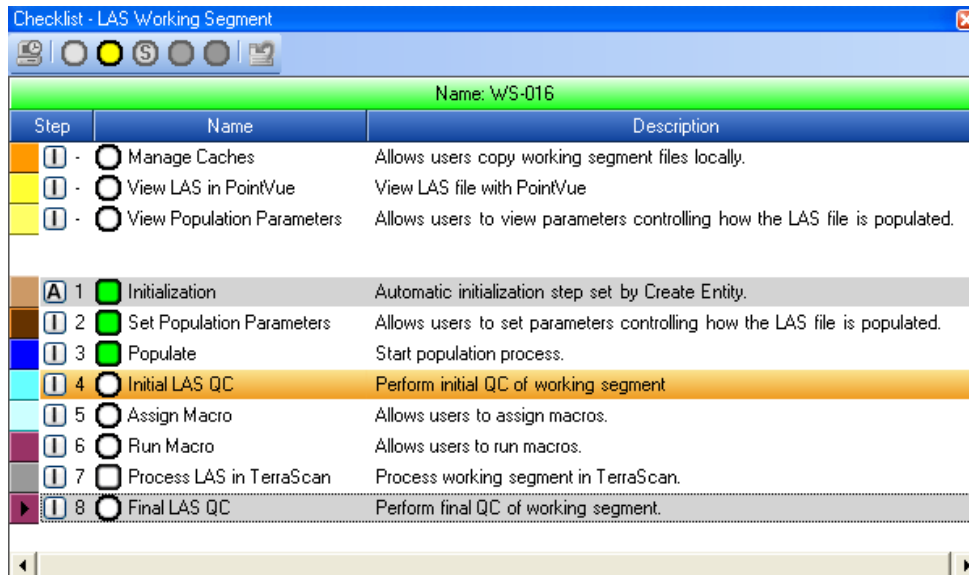 Checklist - LAS Working Segment
S
Name: WS-016
Step Name Description
I - Manage Caches Allows users copy working segment files locally.
I - View LAS in PointVue View LAS file with PointVue
I - View Population Parameters Allows users to view parameters controlling how the LAS file is populated.
A 1 Initialization Automatic initialization step set by Create Entity.
I 2 Set Population Parameters Allows users to set parameters controlling how the LAS file is populated.
I 3 Populate Start population process.
I 4 Initial LAS QC Perform initial QC of working segment
I 5 Assign Macro Allows users to assign macros.
I 6 Run Macro Allows users to run macros.
I 7 Process LAS in TerraScan Process working segment in TerraScan.
I 8 Final LAS QC Perform final QC of working segment.